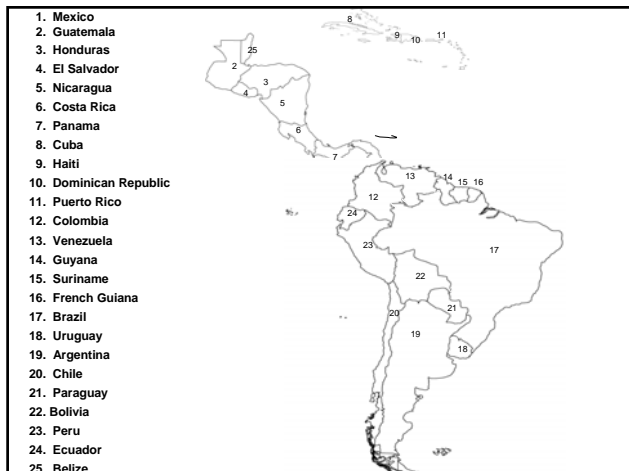 1. Mexico
2. Guatemala
3. Honduras
4. El Salvador
5. Nicaragua
6. Costa Rica
7. Panama
8. Cuba
9. Haiti
10. Dominican Republic
11. Puerto Rico
12. Colombia
13. Venezuela
14. Guyana
15. Suriname
16. French Guiana
17. Brazil
18. Uruguay
19. Argentina
20. Chile
21. Paraguay
22. Bolivia
23. Peru
24. Ecuador
25 Belize
8
9
10
11
25
2
3
4
5
6
7
13
14
15
16
12
24
23
17
22
21
20
19
18